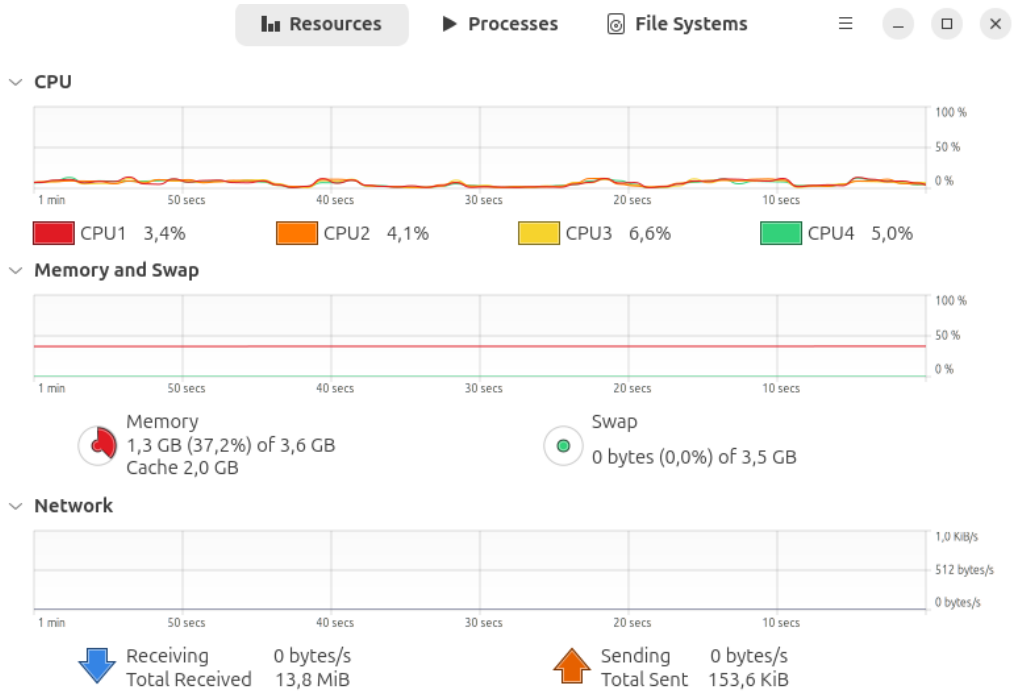 Resources Processes File Systems
CPU
100 %
50 %
0 %
1 min 50 secs 40 secs 30 secs 20 secs 10 secs
CPU1 3,4% CPU2 4,1% CPU3 6,6% CPU4 5,0%
Memory and Swap
100 %
50 %
0 %
1 min 50 secs 40 secs 30 secs 20 secs 10 secs
Memory
1,3 GB (37,2%) of 3,6 GB
Cache 2,0 GB
Swap
0 bytes (0,0%) of 3,5 GB
Network
1,0 KiB/s
512 bytes/s
0 bytes/s
1 min 50 secs 40 secs 30 secs 20 secs 10 secs
Receiving 0 bytes/s
Total Received 13,8 MiB
Sending 0 bytes/s
Total Sent 153,6 KiB